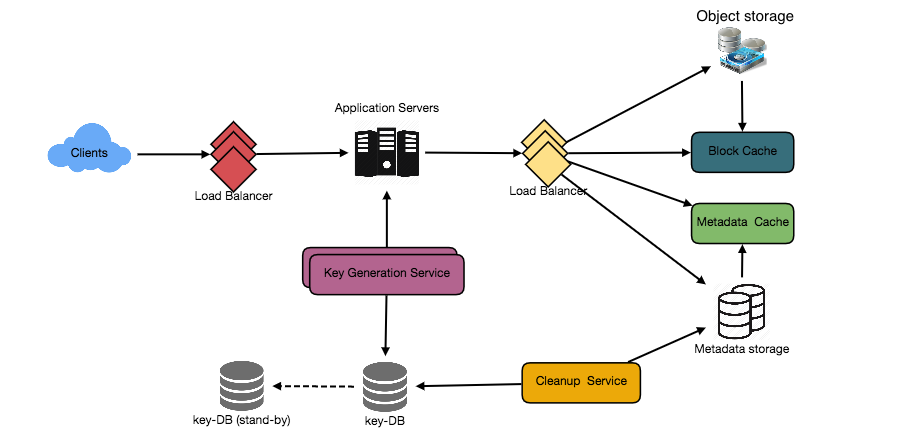 Object storage
Application Servers
Clients
Block Cache
Load Balancer
Load Balancer
Metadata Cache
Key Generation Service
Metadata storage
Cleanup Service
key-DB (stand-by)
key-DB